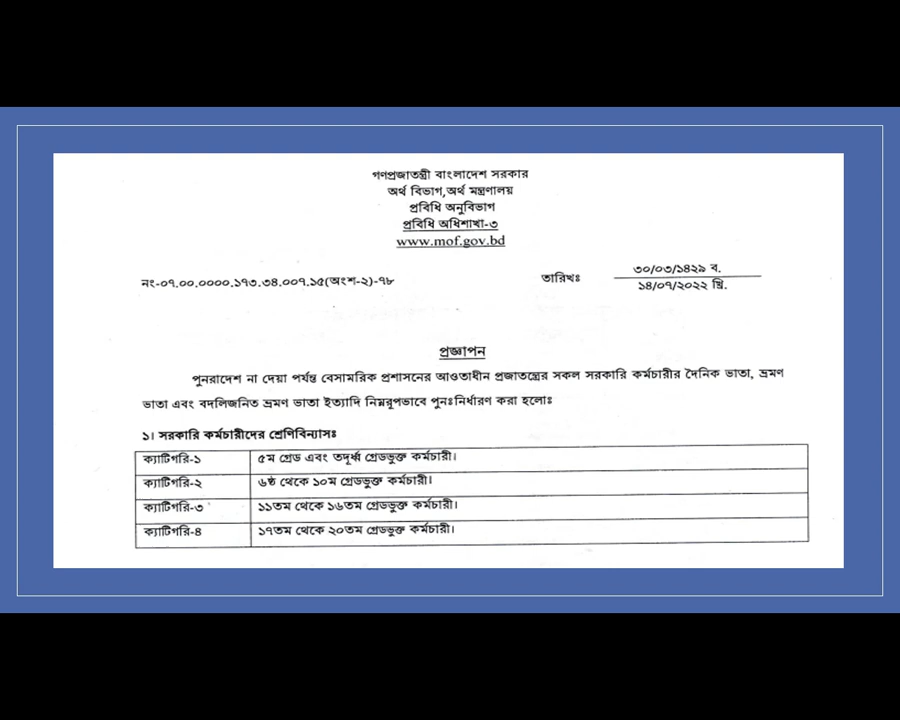 গণপ্রজাতন্ত্রী বাংলাদেশ সরকার
অর্থ বিভাগ,অর্থ মন্ত্রণালয়
প্রবিধি অনুবিভাগ
প্রবিধি অধিশাখা-৩
www.mof.gov.bd
নং-০৭.০০.০০০০.১৭৩.৩৪.০০৭.১৫(অংশ-২)-৭৮
তারিখঃ
৩০/০৩/১৪২৯ ব.
১৪/০৭/২০২২ খ্রি.
প্রজ্ঞাপন
পুনরাদেশ না দেয়া পর্যন্ত বেসামরিক প্রশাসনের আওতাধীন প্রজাতন্ত্রের সকল সরকারি কর্মচারীর দৈনিক ভাতা, ভ্রমণ
ভাতা এবং বদলিজনিত ভ্রমণ ভাতা ইত্যাদি নিম্নরূপভাবে পুনঃনির্ধারণ করা হলোঃ
১। সরকারি কর্মচারীদের শ্রেণিবিন্যাসঃ
ক্যাটিগরি-১ ৫ম গ্রেড এবং তদূর্ধ্ব গ্রেডভুক্ত কর্মচারী।
ক্যাটিগরি-২ ৬ষ্ঠ থেকে ১০ম গ্রেডভুক্ত কর্মচারী।
ক্যাটিগরি-৩ ১১তম থেকে ১৬তম গ্রেডভুক্ত কর্মচারী।
ক্যাটিগরি-৪ ১৭তম থেকে ২০তম গ্রেডভুক্ত কর্মচারী।